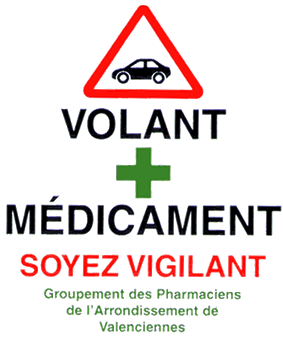 VOLANT
MÉDICAMENT
SOYEZ VIGILANT
Groupement des Pharmaciens
de l'Arrondissement de
Valenciennes